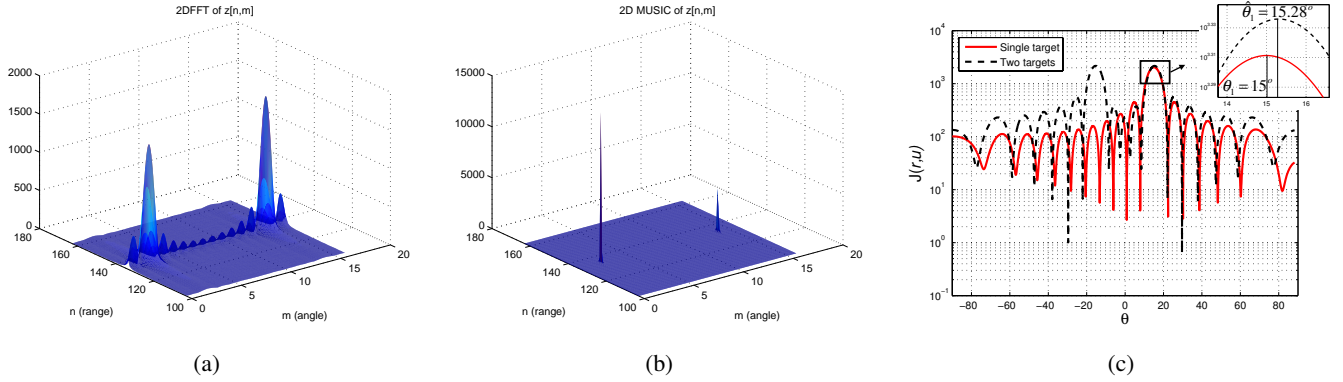 2DFFT of z[n,m]
2000
1500
1000
500
0
180
160
140
120
100
n (range)
0
5
10
15
20
m (angle)
(a)
2D MUSIC of z[n,m]
15000
10000
5000
0
180
160
140
120
100
n (range)
0
5
10
15
20
m (angle)
(b)
Single target
Two targets
10^4
10^3
10^2
10^1
10^0
10^-1
J(r,u)
−80 −60 −40 −20 0 20 40 60 80
θ
θ̂₁ = 15.28°
θ₁ = 15°
14 15 16
(c)